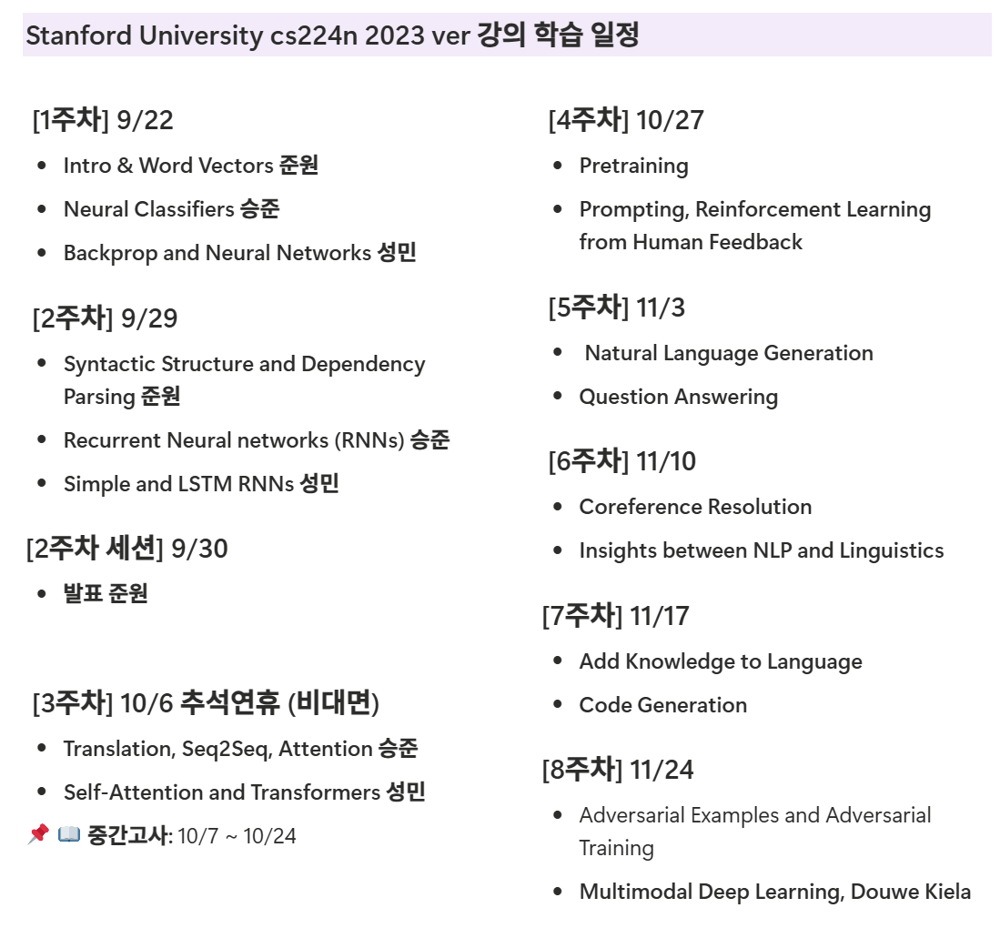 Stanford University cs224n 2023 ver 강의 학습 일정
[1주차] 9/22
• Intro & Word Vectors 준원
• Neural Classifiers 승준
• Backprop and Neural Networks 성민
[2주차] 9/29
• Syntactic Structure and Dependency
Parsing 준원
• Recurrent Neural networks (RNNs) 승준
• Simple and LSTM RNNs 성민
[2주차 세션] 9/30
• 발표 준원
[3주차] 10/6 추석연휴 (비대면)
• Translation, Seq2Seq, Attention 승준
• Self-Attention and Transformers 성민
📌 📖 중간고사: 10/7 ~ 10/24
[4주차] 10/27
• Pretraining
• Prompting, Reinforcement Learning
from Human Feedback
[5주차] 11/3
• Natural Language Generation
• Question Answering
[6주차] 11/10
• Coreference Resolution
• Insights between NLP and Linguistics
[7주차] 11/17
• Add Knowledge to Language
• Code Generation
[8주차] 11/24
• Adversarial Examples and Adversarial
Training
• Multimodal Deep Learning, Douwe Kiela